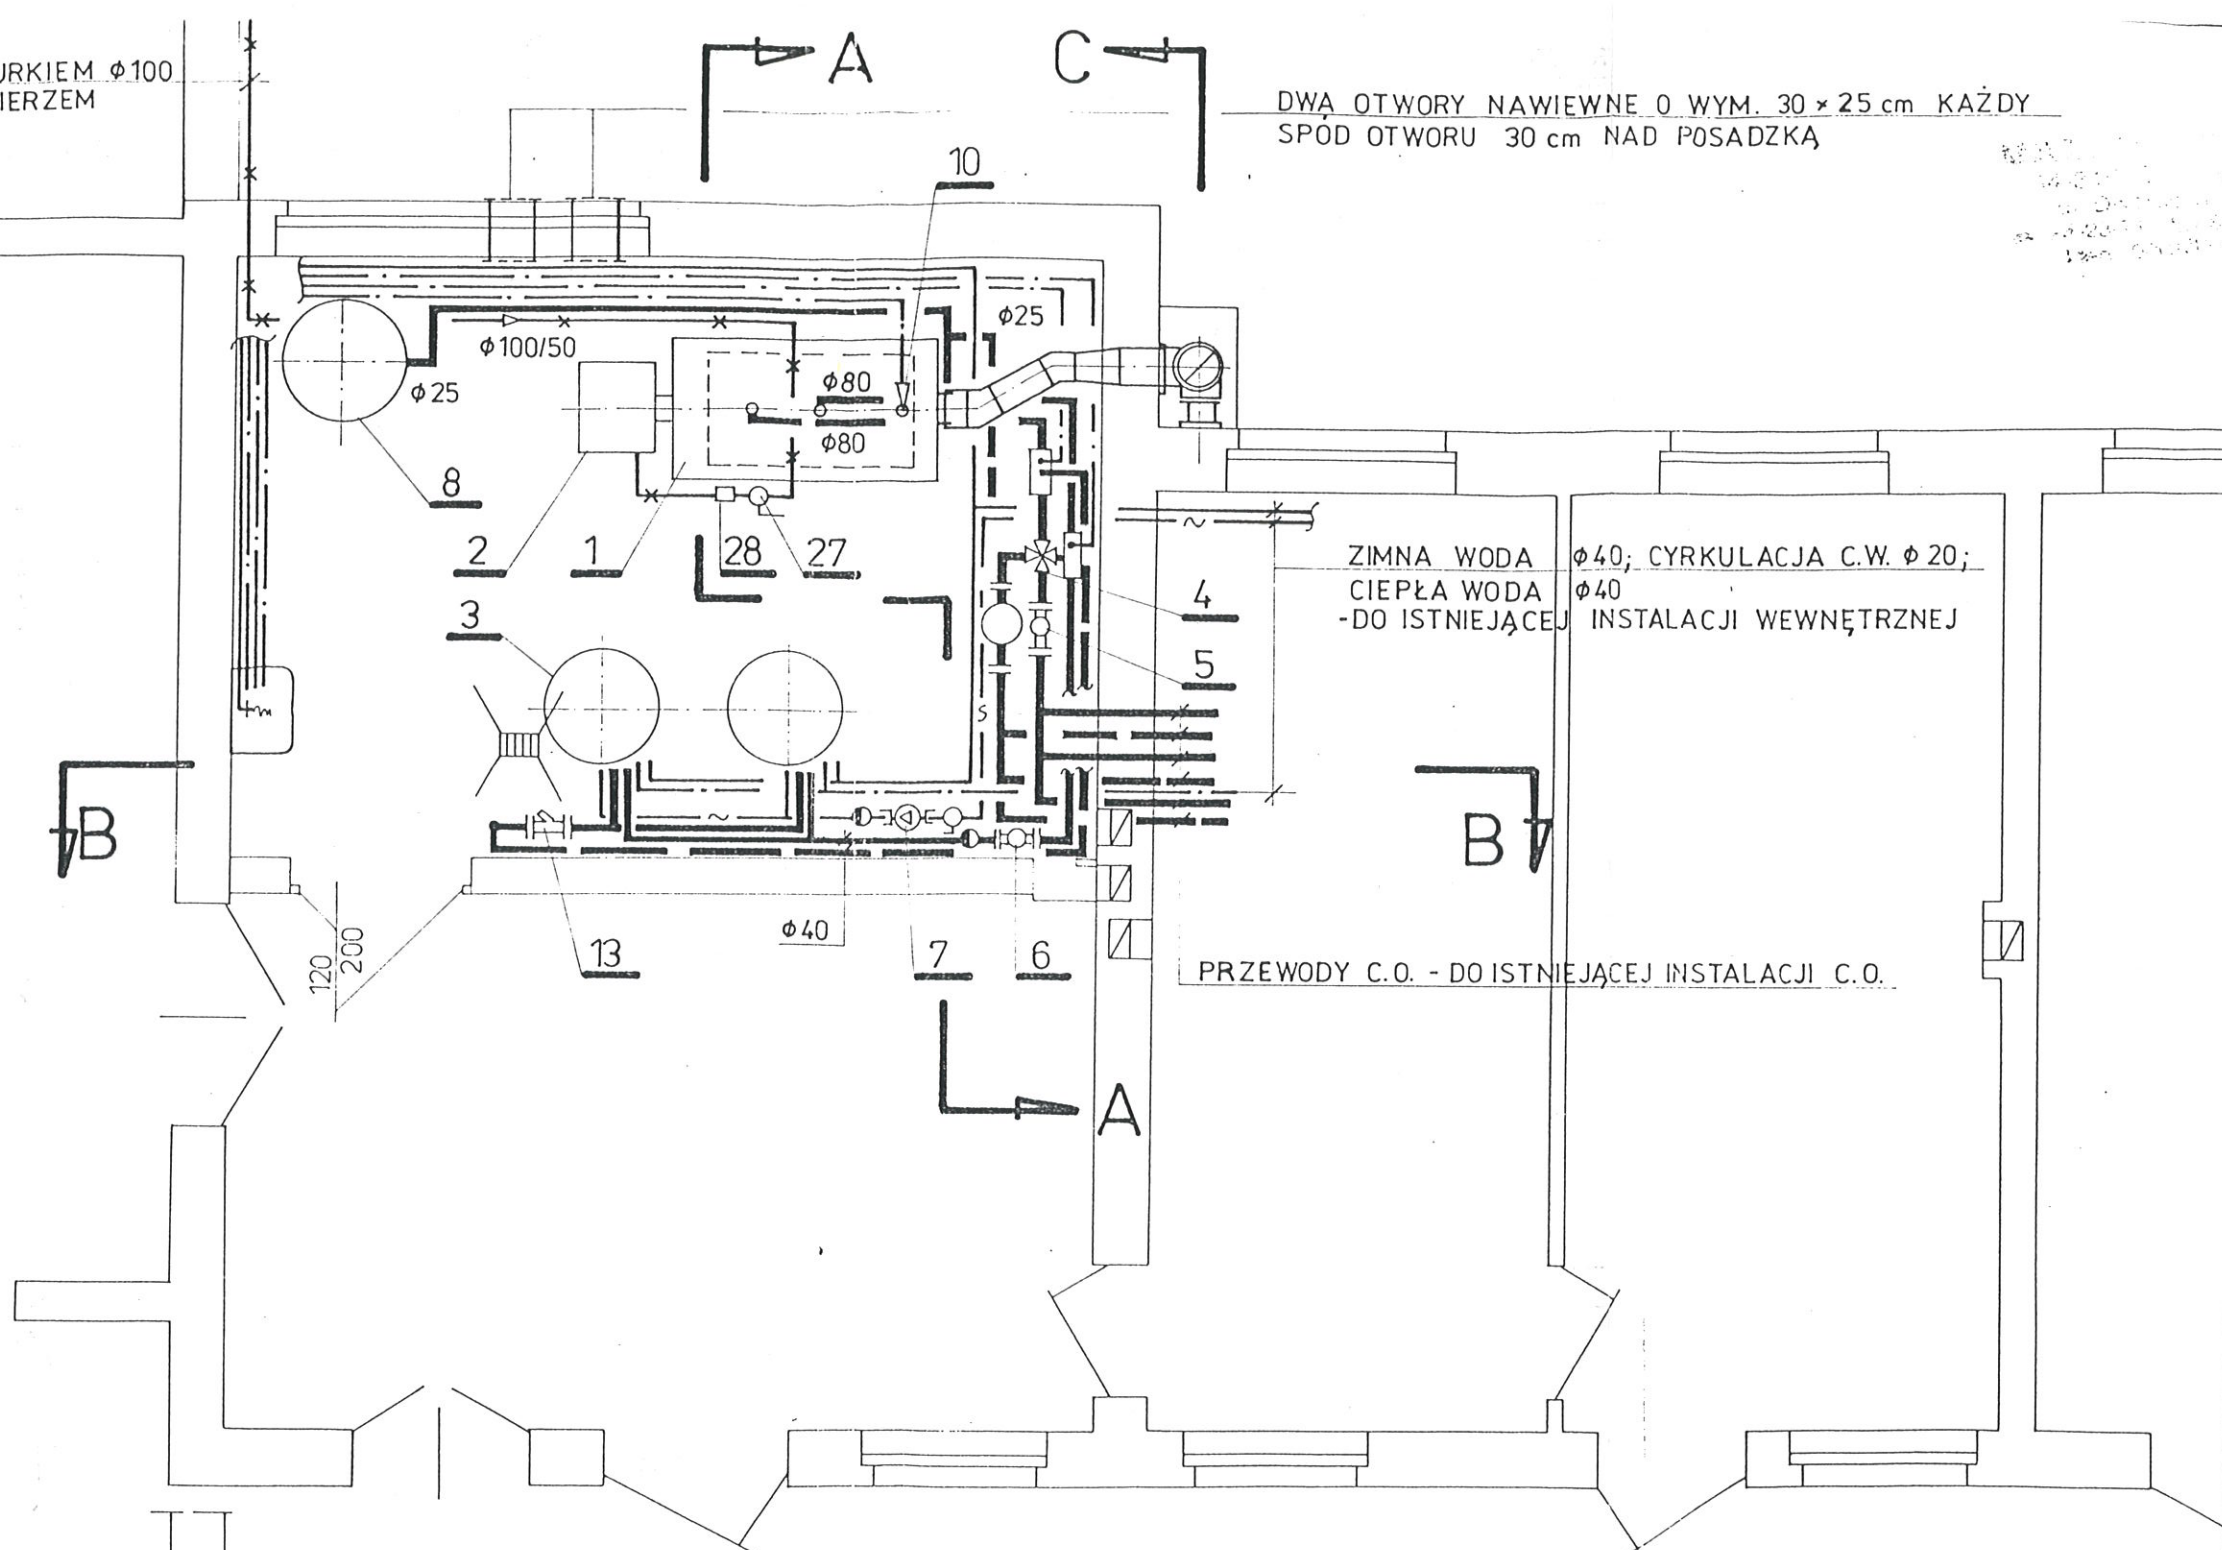 URKIEM ϕ100
IERZEM
A
C
DWA OTWORY NAWIEWNE O WYM. 30 × 25 cm KAŻDY
SPÓD OTWORU 30 cm NAD POSADZKĄ
10
ϕ25
ϕ100/50
ϕ80
ϕ25
ϕ80
8
2
1
28
27
ZIMNA WODA ϕ40; CYRKULACJA C.W. ϕ 20;
CIEPŁA WODA ϕ40
-DO ISTNIEJĄCEJ INSTALACJI WEWNĘTRZNEJ
4
3
5
B
B
ϕ40
13
7
6
120
200
PRZEWODY C.O. - DO ISTNIEJĄCEJ INSTALACJI C.O.
A